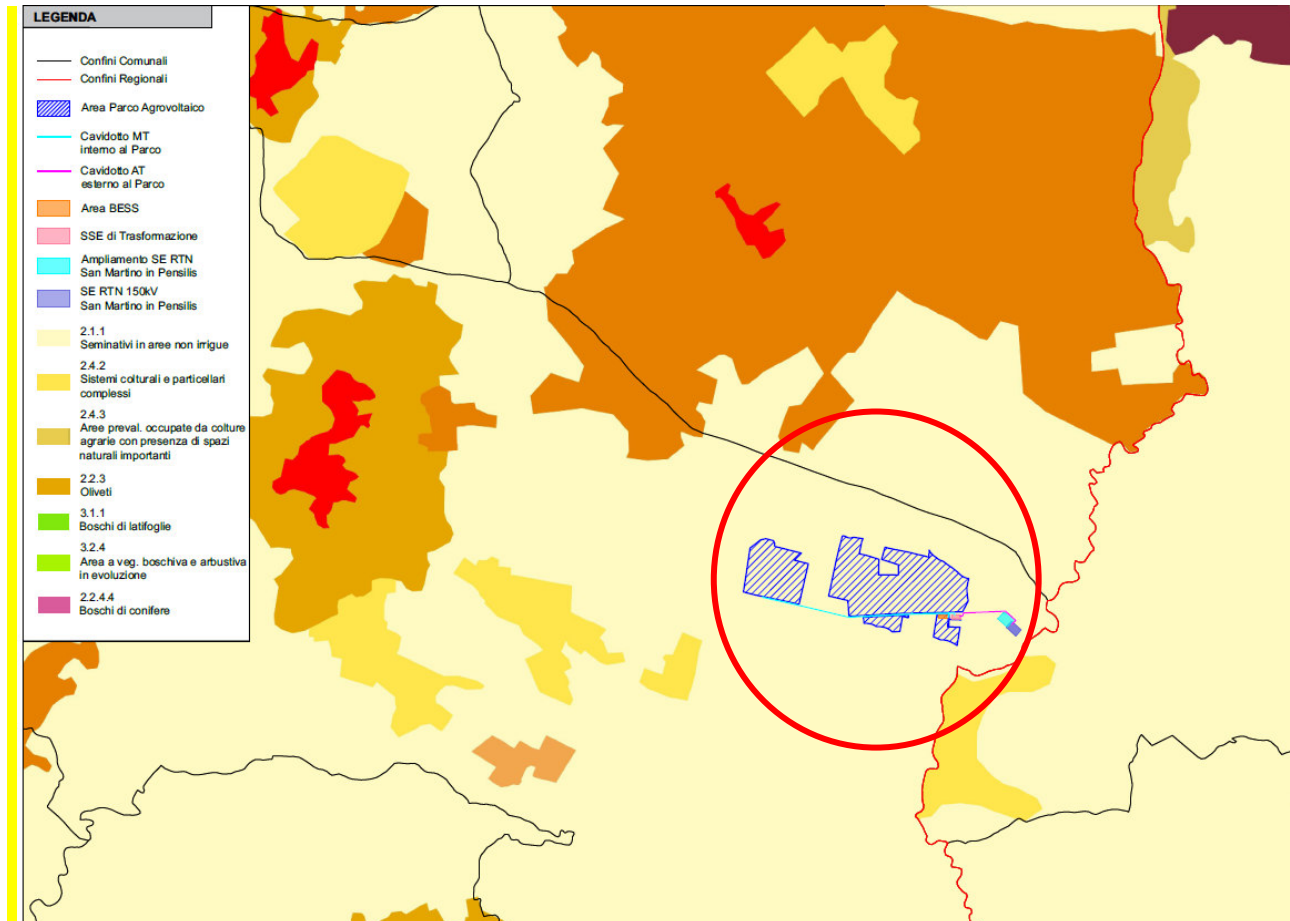 LEGENDA
Confini Comunali
Confini Regionali
Area Parco Agrovoltaico
Cavidotto MT
interno al Parco
Cavidotto AT
esterno al Parco
Area BESS
SSE di Trasformazione
Ampliamento SE RTN
San Martino in Pensilis
SE RTN 150kV
San Martino in Pensilis
2.1.1
Seminativi in aree non irrigue
2.4.2
Sistemi colturali e particellari
complessi
2.4.3
Aree preval. occupate da colture
agrarie con presenza di spazi
naturali importanti
2.2.3
Oliveti
3.1.1
Boschi di latifoglie
3.2.4
Area a veg. boschiva e arbustiva
in evoluzione
2.2.4.4
Boschi di conifere